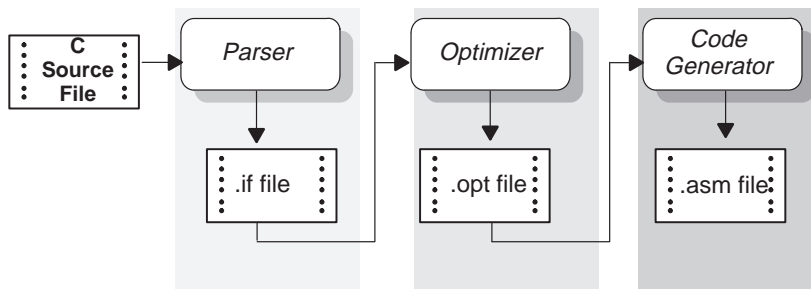 C
Source
File
Parser
Optimizer
Code
Generator
.if file
.opt file
.asm file